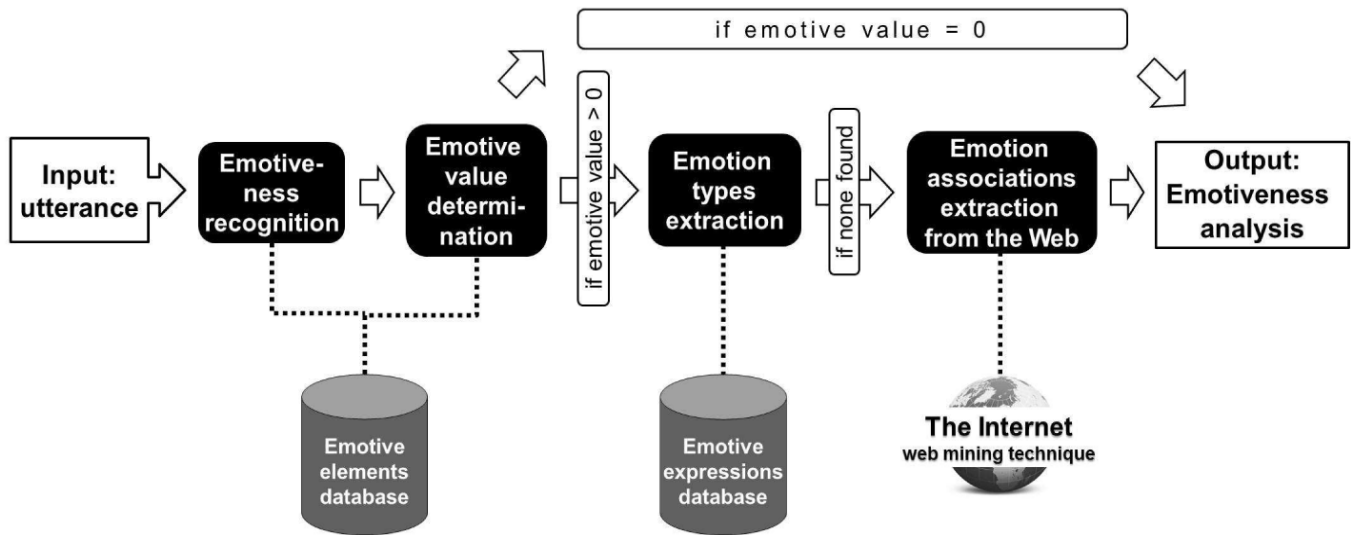 if emotive value = 0
Input:
utterance
Emotive-
ness
recognition
Emotive
value
determi-
nation
if emotive value > 0
Emotion
types
extraction
if none found
Emotion
associations
extraction
from the Web
Output:
Emotiveness
analysis
Emotive
elements
database
Emotive
expressions
database
The Internet
web mining technique